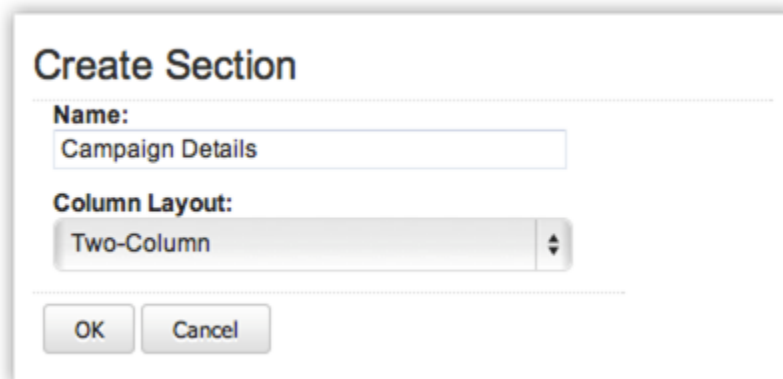 Create Section
Name:
Campaign Details
Column Layout:
Two-Column
OK Cancel